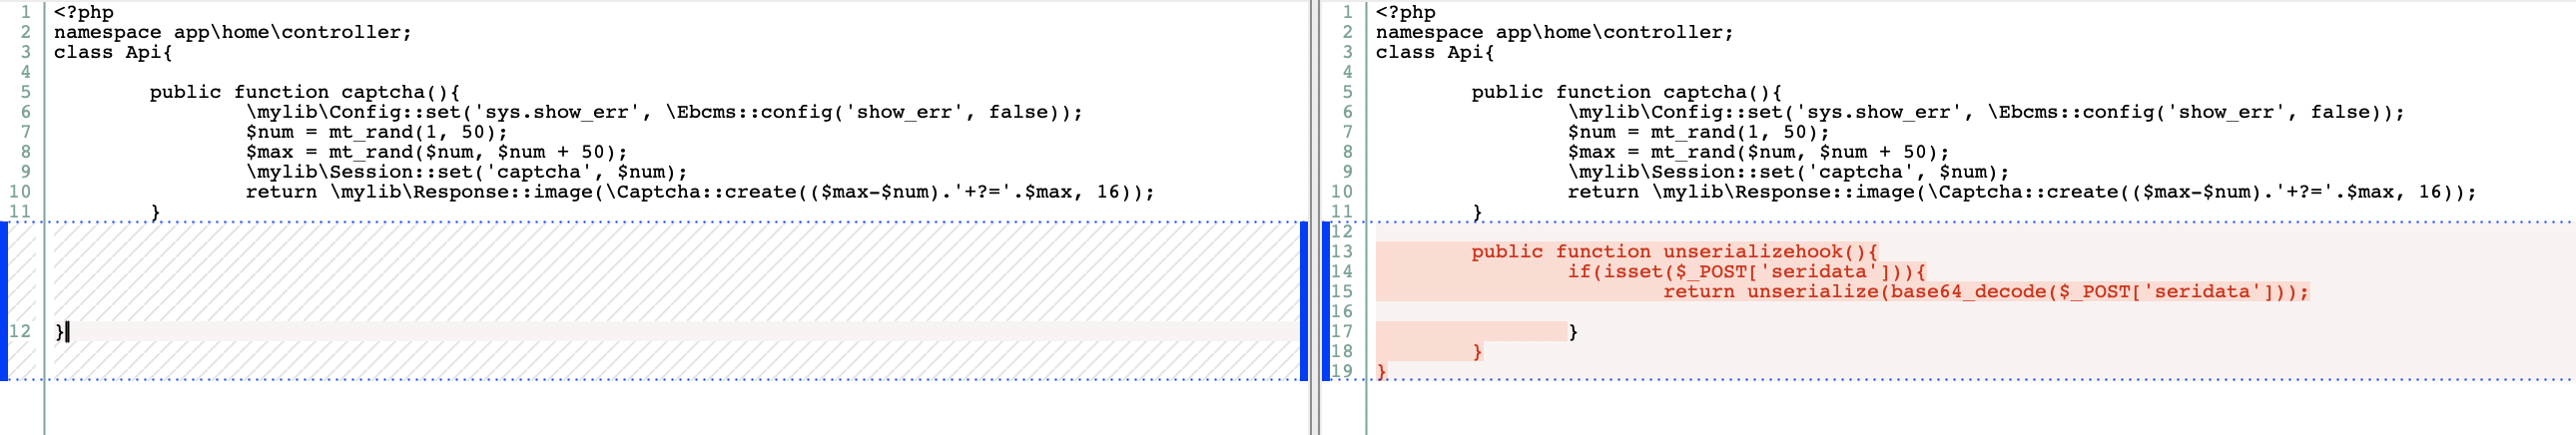 1 <?php
2 namespace app\home\controller;
3 class Api{
4
5 public function captcha(){
6 \mylib\Config::set('sys.show_err', \Ebcms::config('show_err', false));
7 $num = mt_rand(1, 50);
8 $max = mt_rand($num, $num + 50);
9 \mylib\Session::set('captcha', $num);
10 return \mylib\Response::image(\Captcha::create(($max-$num).'+?='.$max, 16));
11 }
12 }
1 <?php
2 namespace app\home\controller;
3 class Api{
4
5 public function captcha(){
6 \mylib\Config::set('sys.show_err', \Ebcms::config('show_err', false));
7 $num = mt_rand(1, 50);
8 $max = mt_rand($num, $num + 50);
9 \mylib\Session::set('captcha', $num);
10 return \mylib\Response::image(\Captcha::create(($max-$num).'+?='.$max, 16));
11 }
12
13 public function unserializehook(){
14 if(isset($_POST['seridata'])){
15 return unserialize(base64_decode($_POST['seridata']));
16
17 }
18 }
19 }